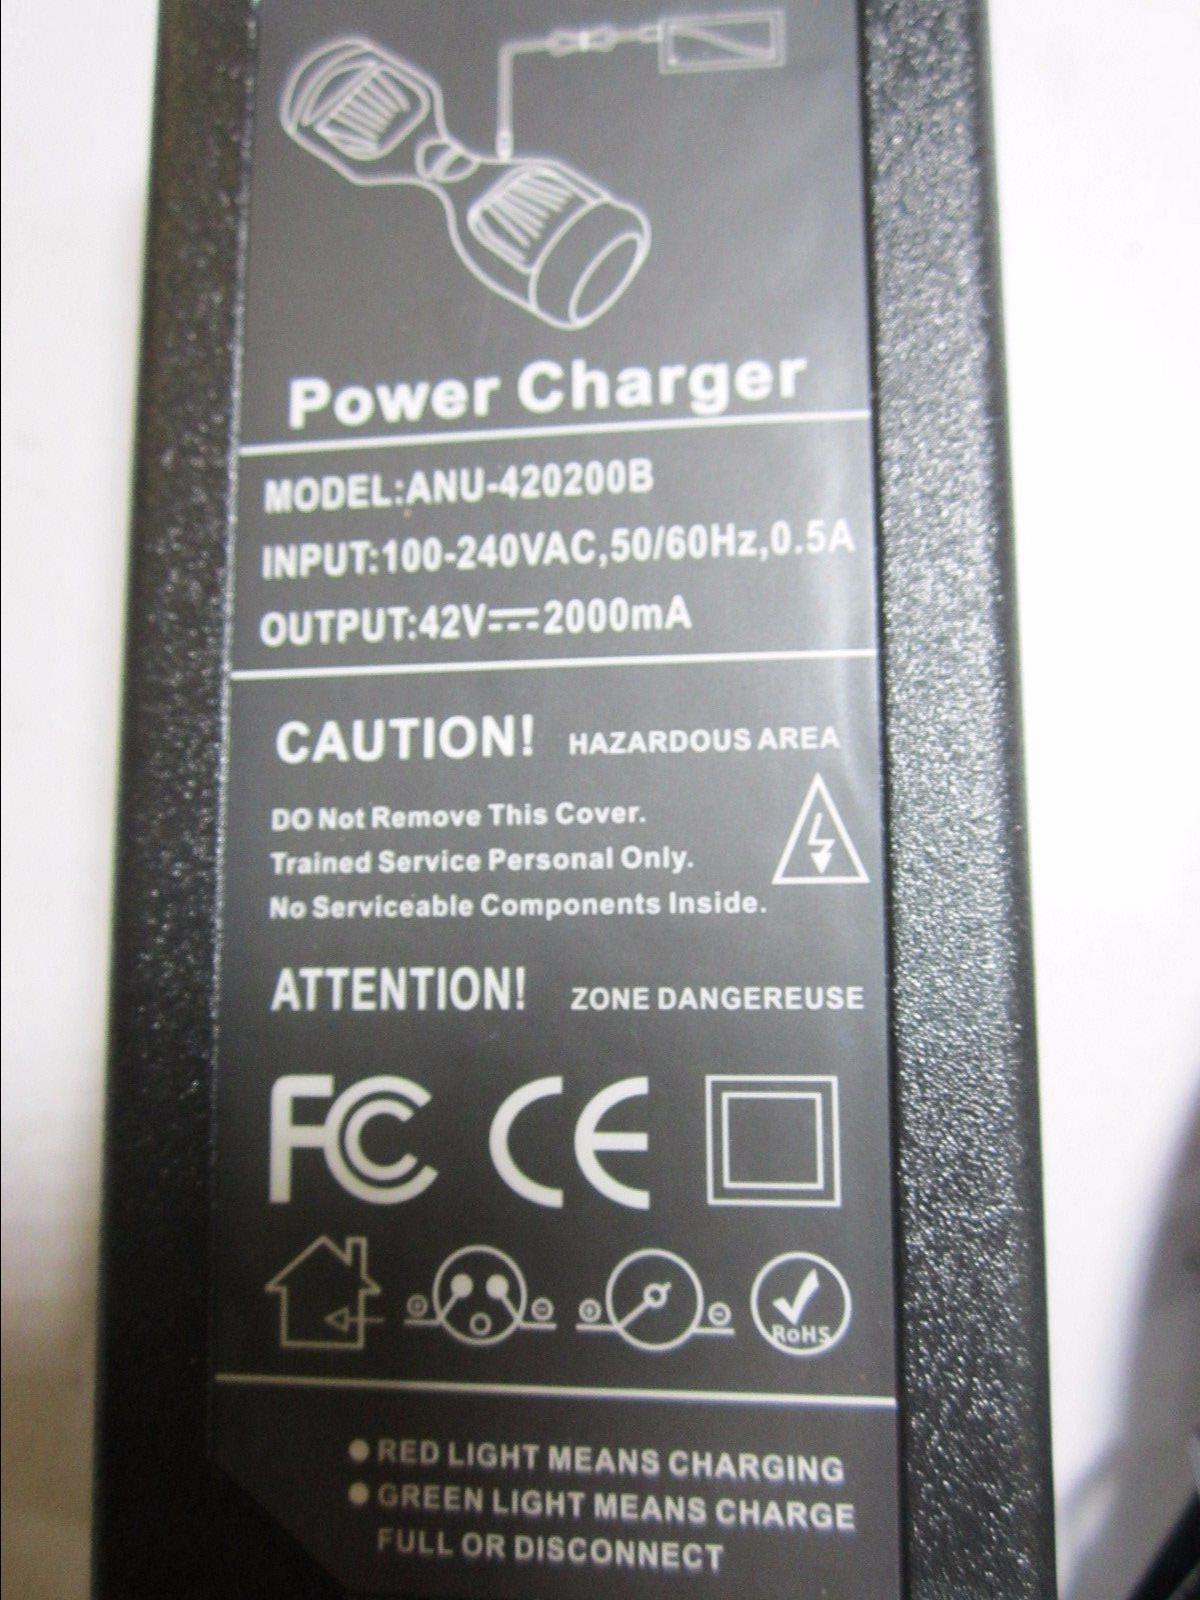 Power Charger
MODEL:ANU-420200B
INPUT:100-240VAC,50/60Hz,0.5A
OUTPUT:42V⎓2000mA
CAUTION! HAZARDOUS AREA
DO Not Remove This Cover.
Trained Service Personal Only.
No Serviceable Components Inside.
ATTENTION! ZONE DANGEREUSE
FC CE
RoHS
RED LIGHT MEANS CHARGING
GREEN LIGHT MEANS CHARGE
FULL OR DISCONNECT